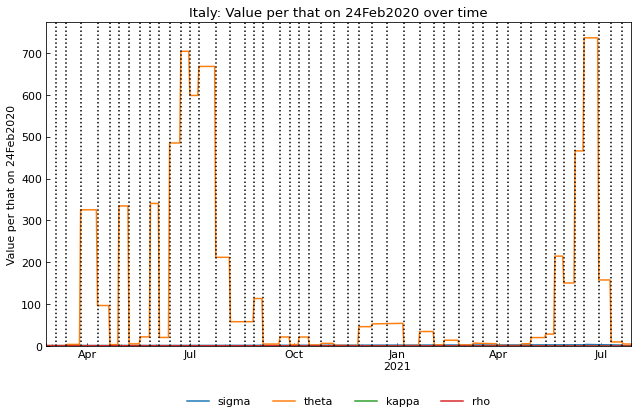 Italy: Value per that on 24Feb2020 over time
Value per that on 24Feb2020
700
600
500
400
300
200
100
0
Apr Jul Oct Jan Apr Jul
2021
sigma theta kappa rho